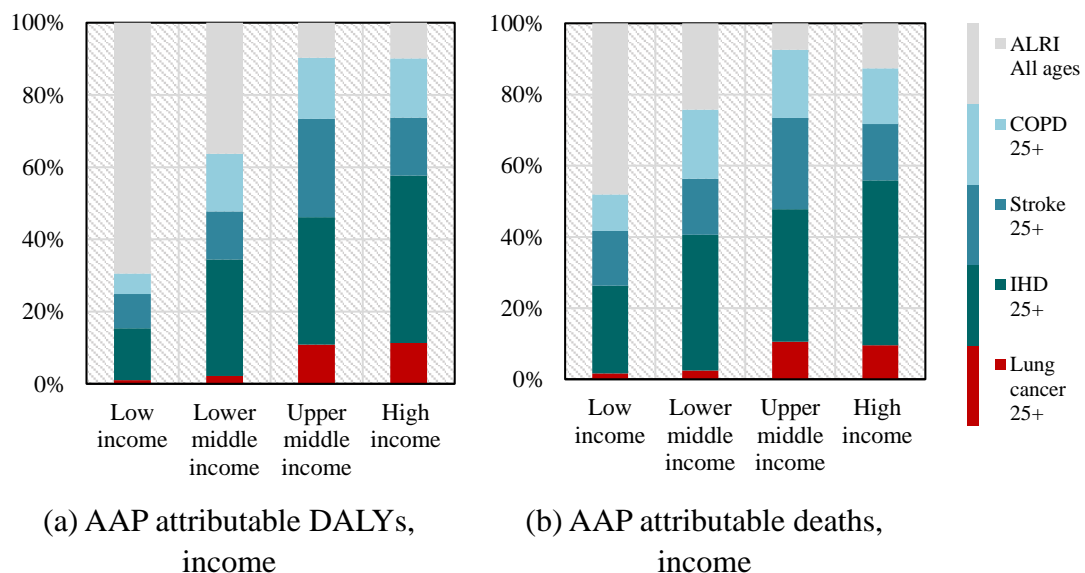 100%
80%
60%
40%
20%
0%
Low
income
Lower
middle
income
Upper
middle
income
High
income
(a) AAP attributable DALYs,
income
100%
80%
60%
40%
20%
0%
Low
income
Lower
middle
income
Upper
middle
income
High
income
(b) AAP attributable deaths,
income
ALRI
All ages
COPD
25+
Stroke
25+
IHD
25+
Lung
cancer
25+